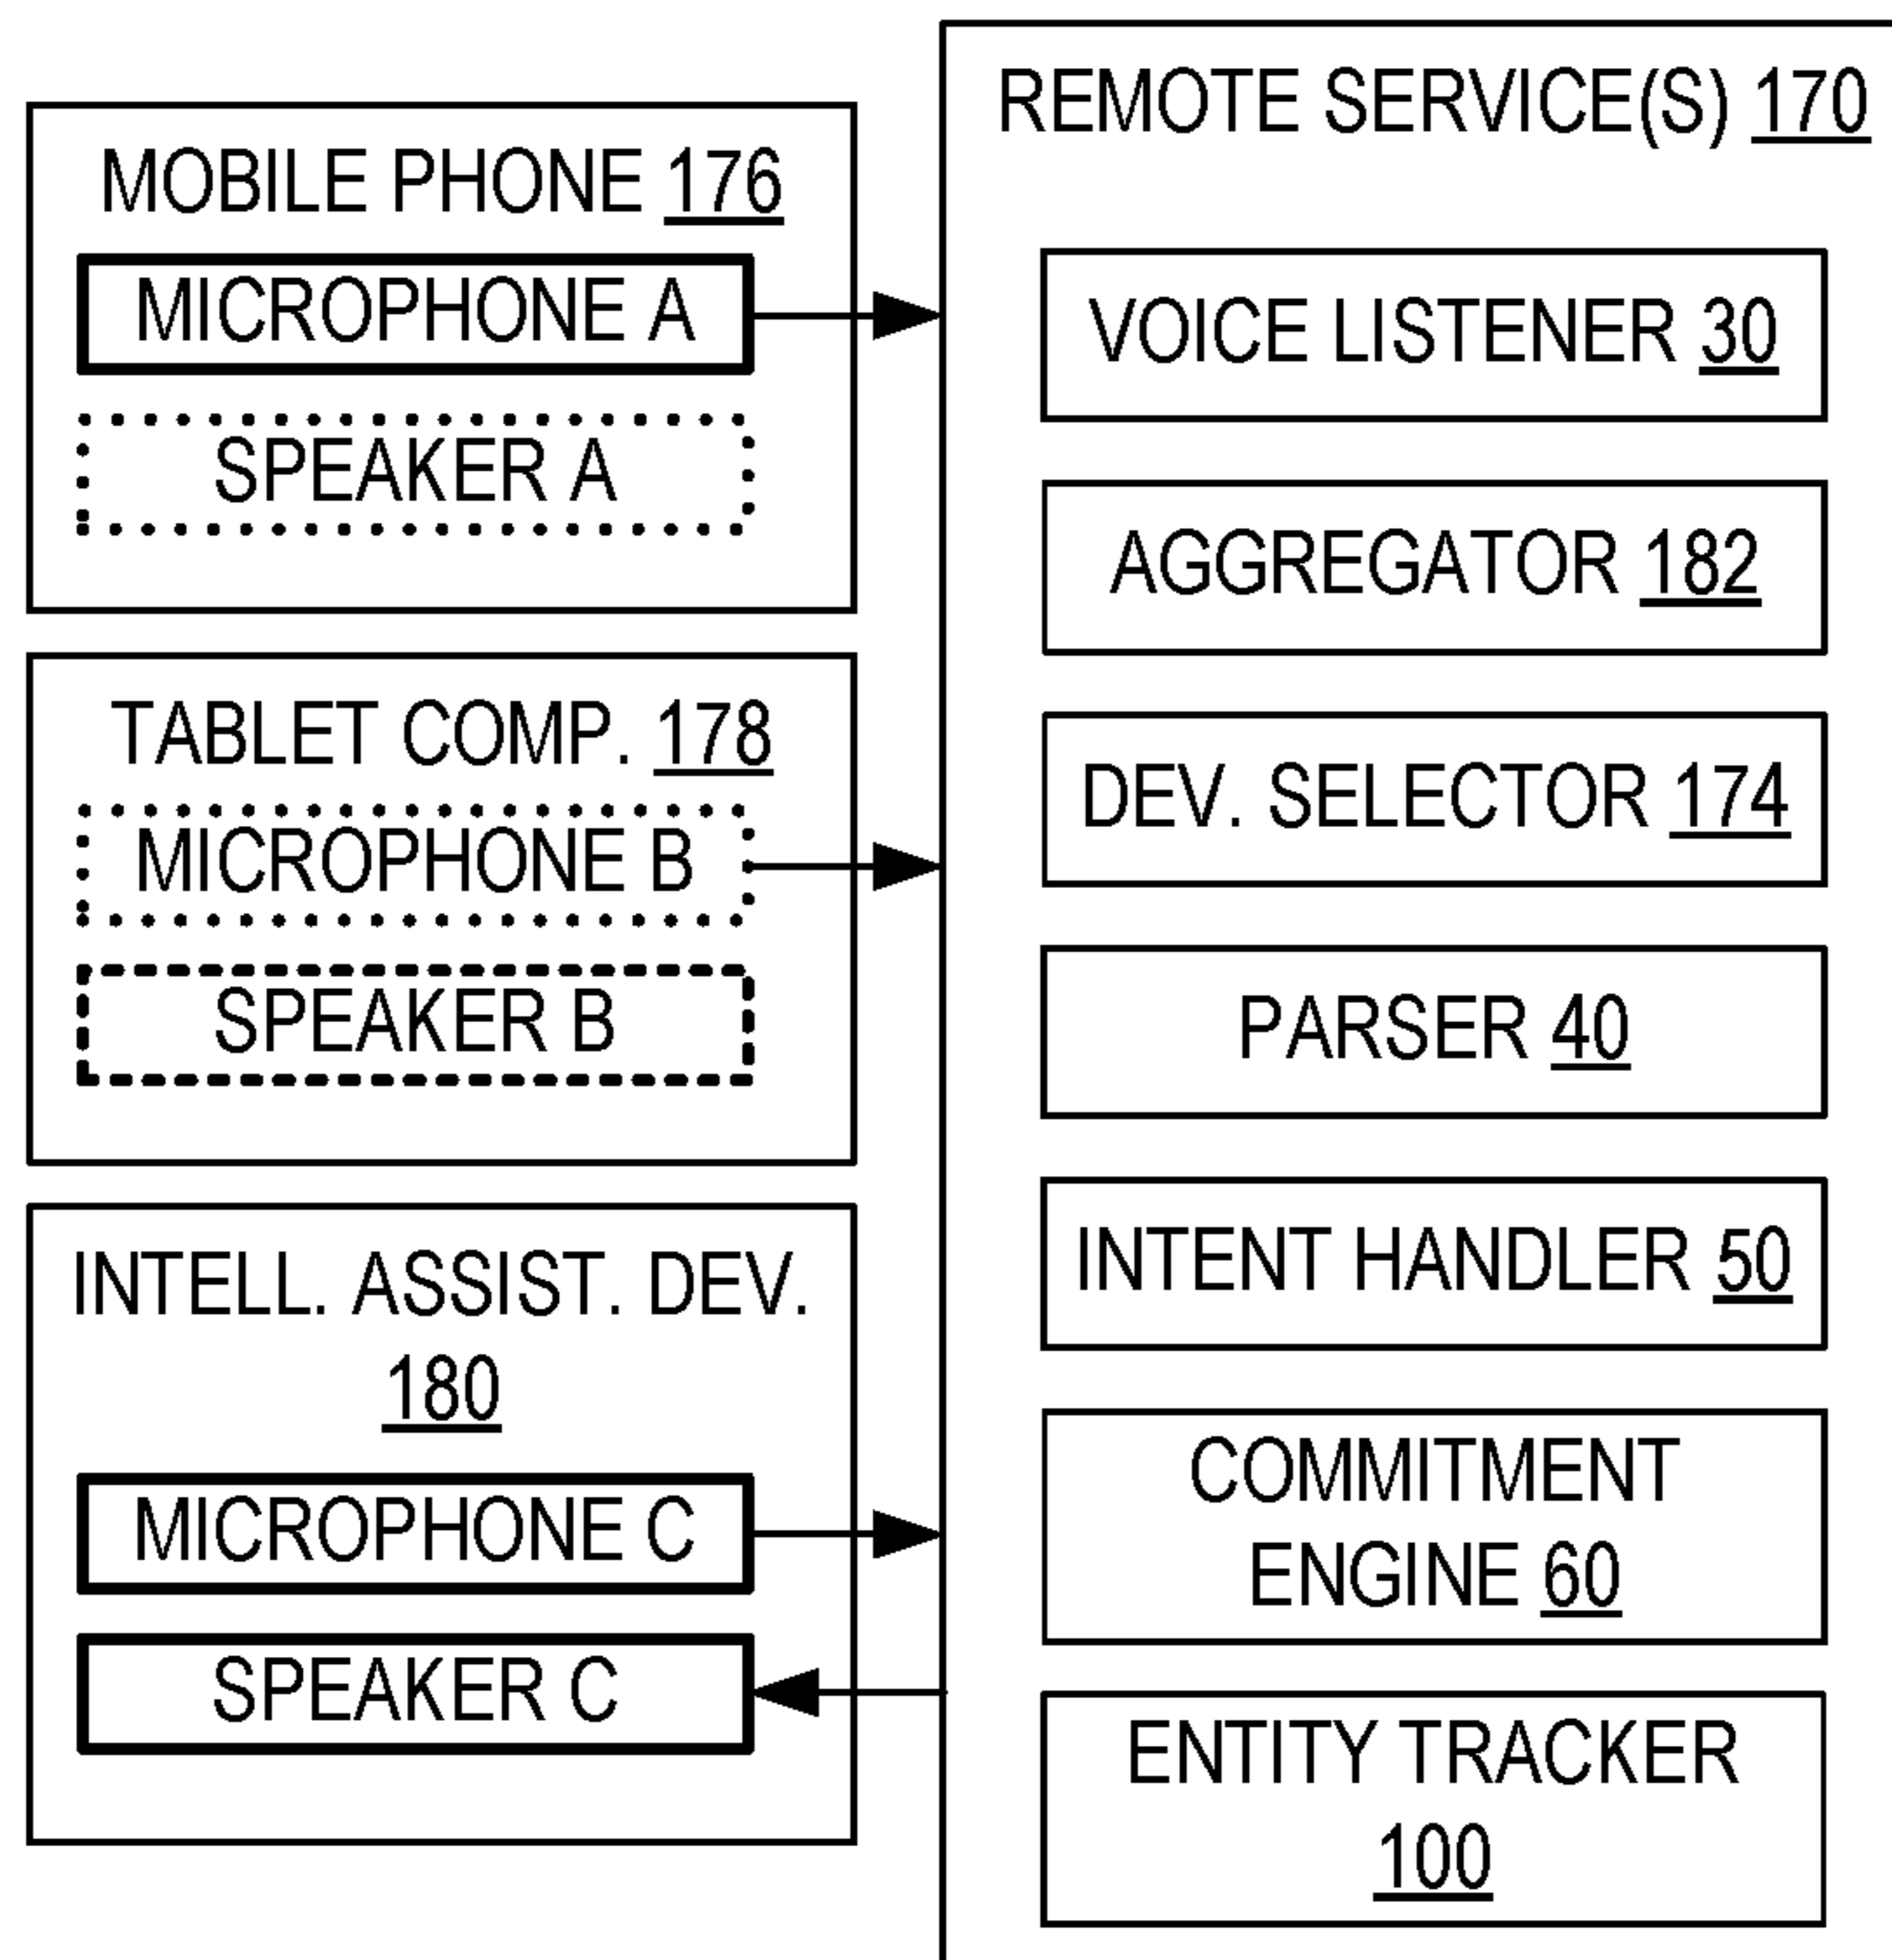 MOBILE PHONE 176
MICROPHONE A
SPEAKER A
TABLET COMP. 178
MICROPHONE B
SPEAKER B
INTELL. ASSIST. DEV.
180
MICROPHONE C
SPEAKER C
REMOTE SERVICE(S) 170
VOICE LISTENER 30
AGGREGATOR 182
DEV. SELECTOR 174
PARSER 40
INTENT HANDLER 50
COMMITMENT
ENGINE 60
ENTITY TRACKER
100